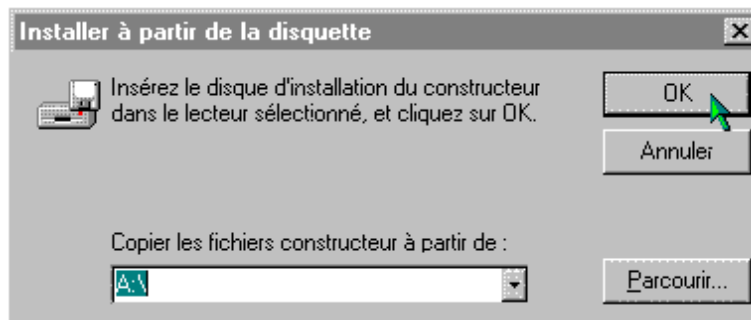 Installer à partir de la disquette
Insérez le disque d'installation du constructeur
dans le lecteur sélectionné, et cliquez sur OK.
OK
Annuler
Copier les fichiers constructeur à partir de :
A:\
Parcourir...